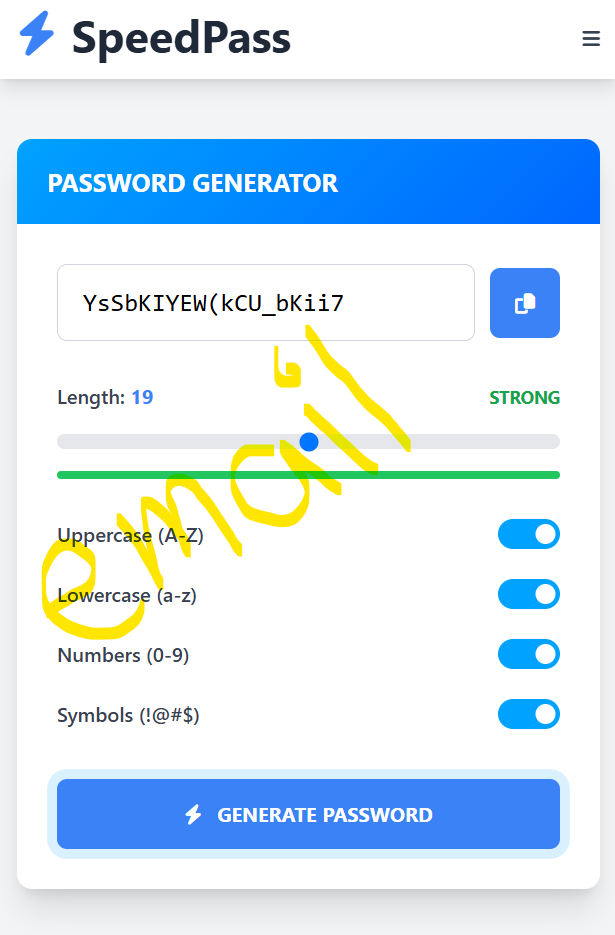 SpeedPass
PASSWORD GENERATOR
YsSbKIYEW(kCU_bKii7
Length: 19
STRONG
email
Uppercase (A-Z)
Lowercase (a-z)
Numbers (0-9)
Symbols (!@#$)
GENERATE PASSWORD